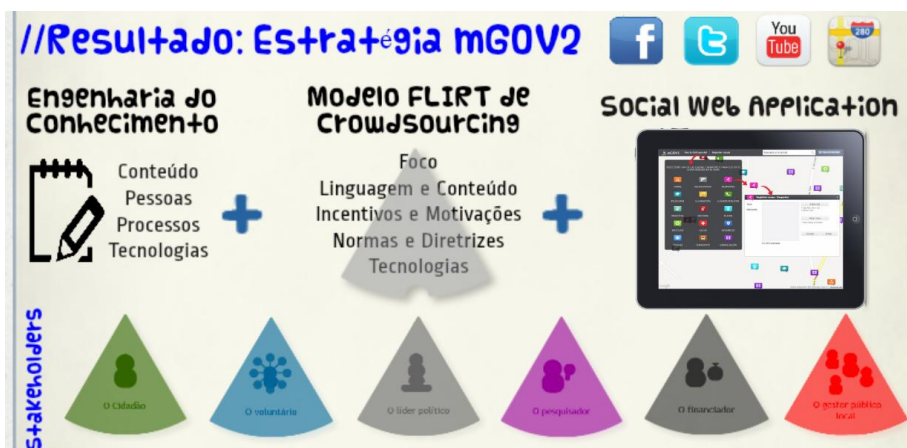 //Resultado: Estratégia mGOV2
You
Tube
280
Engenharia do
Conhecimento
Conteúdo
Pessoas
Processos
Tecnologias
Modelo FLIRT de
Crowdsourcing
Foco
Linguagem e Conteúdo
Incentivos e Motivações
Normas e Diretrizes
Tecnologias
Social Web Application
Stakeholders
O Cidadão
O voluntário
O líder político
O pesquisador
O financiador
O gestor público
local